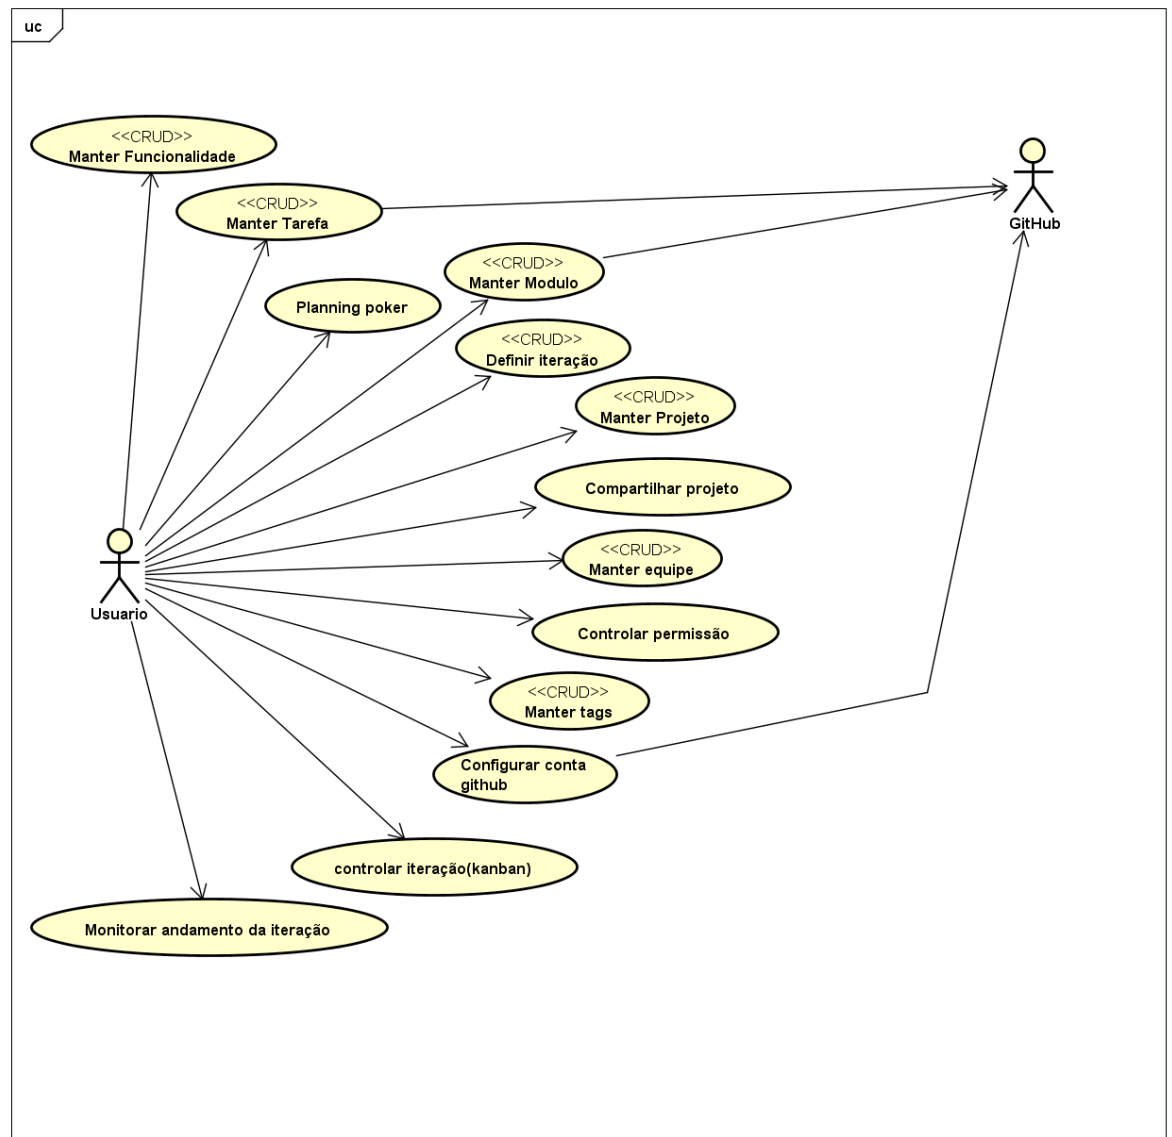 uc
<<CRUD>>
Manter Funcionalidade
<<CRUD>>
Manter Tarefa
GitHub
<<CRUD>>
Manter Modulo
Planning poker
<<CRUD>>
Definir iteração
<<CRUD>>
Manter Projeto
Compartilhar projeto
<<CRUD>>
Manter equipe
Usuario
Controlar permissão
<<CRUD>>
Manter tags
Configurar conta
github
controlar iteração(kanban)
Monitorar andamento da iteração